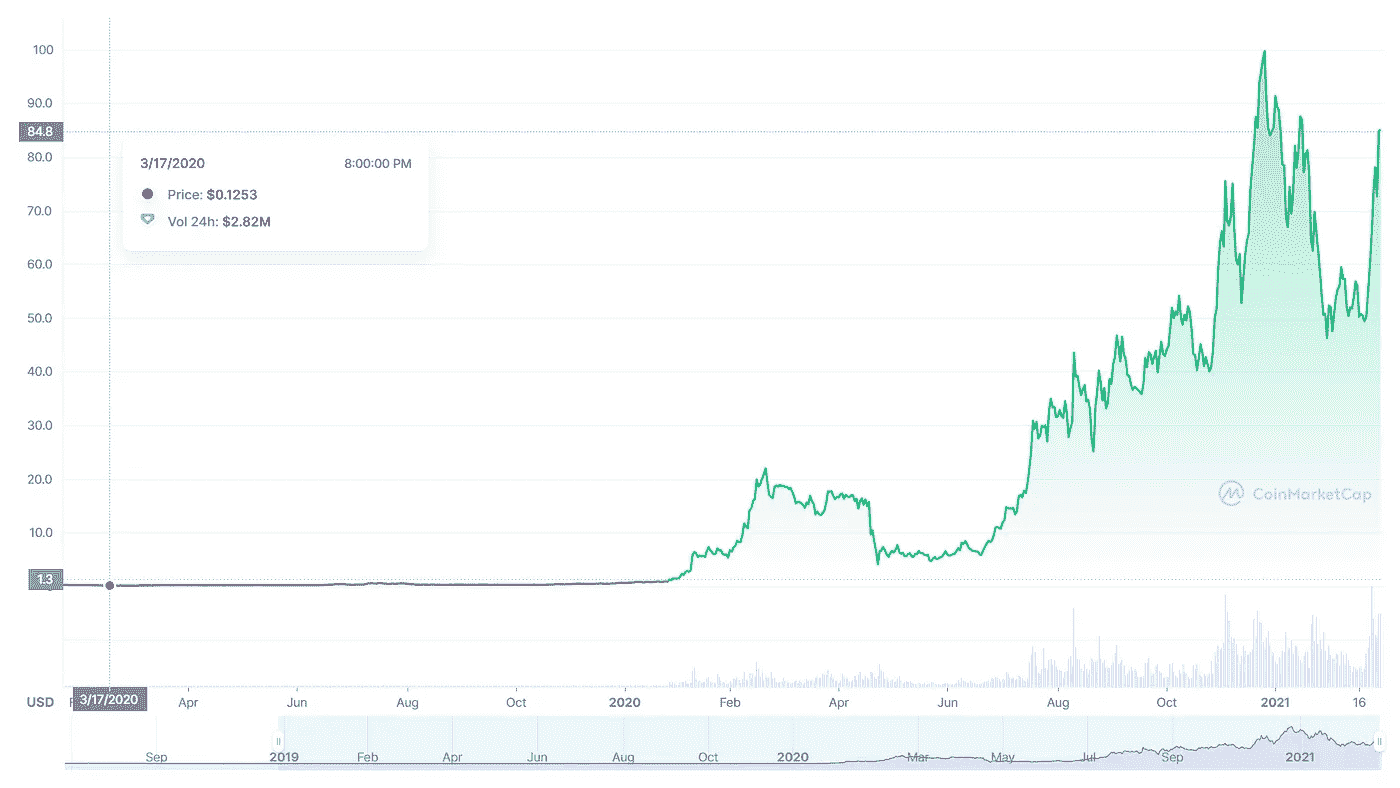 100
90.0
84.8
80.0
70.0
60.0
50.0
40.0
30.0
20.0
10.0
1.3
3/17/2020 8:00:00 PM
Price: $0.1253
Vol 24h: $2.82M
CoinMarketCap
USD 3/17/2020 Apr Jun Aug Oct 2020 Feb Apr Jun Aug Oct 2021 16
Sep 2019 Feb Apr Jun Aug Oct 2020 Mar May Jul Sep 2021